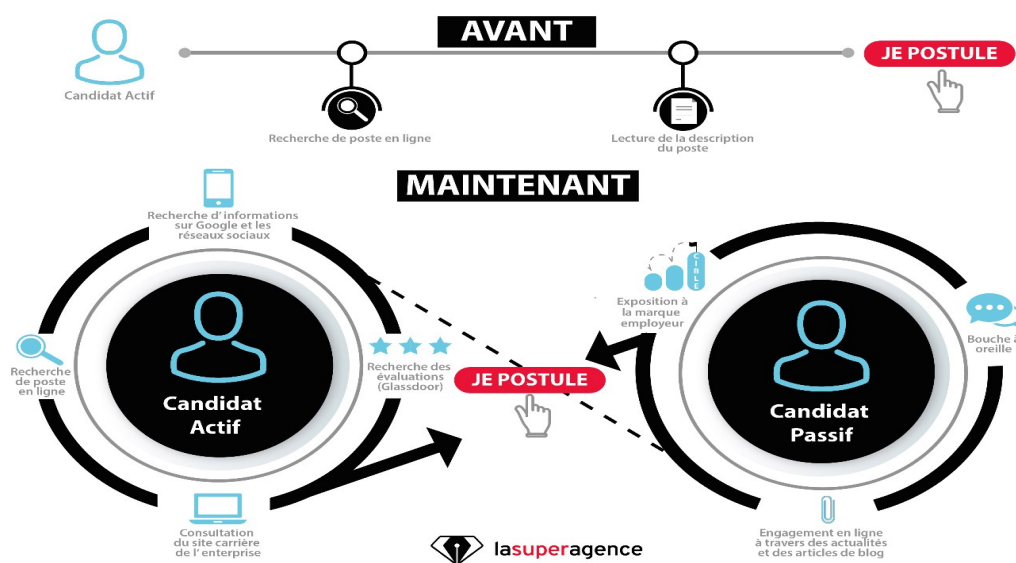 AVANT
JE POSTULE
Candidat Actif
Recherche de poste en ligne
Lecture de la description
du poste
MAINTENANT
Recherche d'informations
sur Google et les
réseaux sociaux
Recherche
de poste
en ligne
Candidat
Actif
Recherche des
évaluations
(Glassdoor)
Consultation
du site carrière
de l'enterprise
JE POSTULE
CIBLE
Exposition à
la marque
employeur
Bouche à
oreille
Candidat
Passif
Engagement en ligne
à travers des actualités
et des articles de blog
lasuperagence